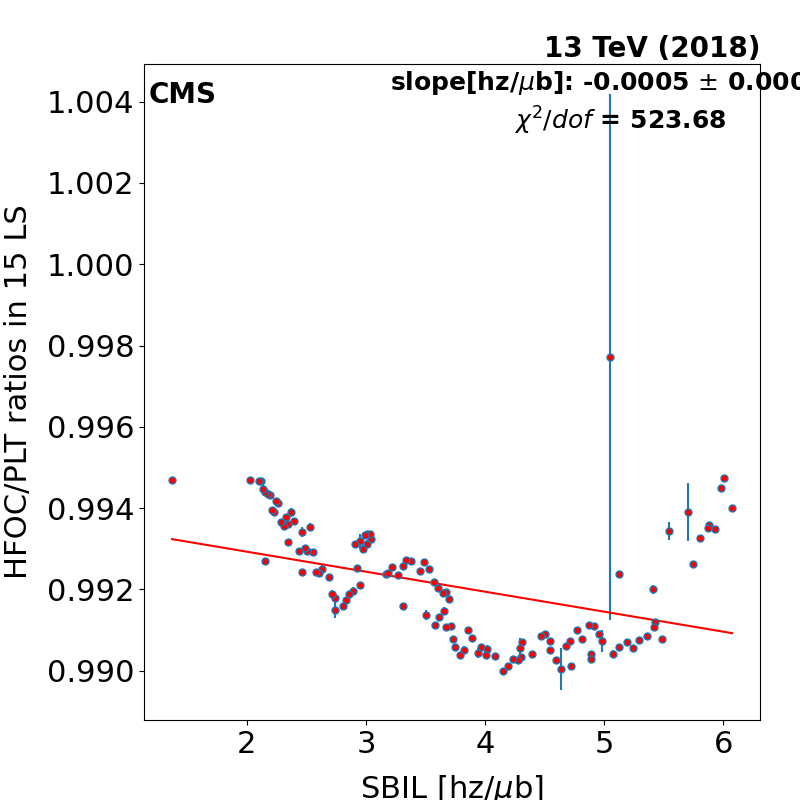 13 TeV (2018)
slope[hz/μb]: -0.0005 ± 0.000
CMS
χ²/dof = 523.68
1.004
1.002
1.000
0.998
0.996
0.994
0.992
0.990
HFOC/PLT ratios in 15 LS
2 3 4 5 6
SBIL [hz/μb]